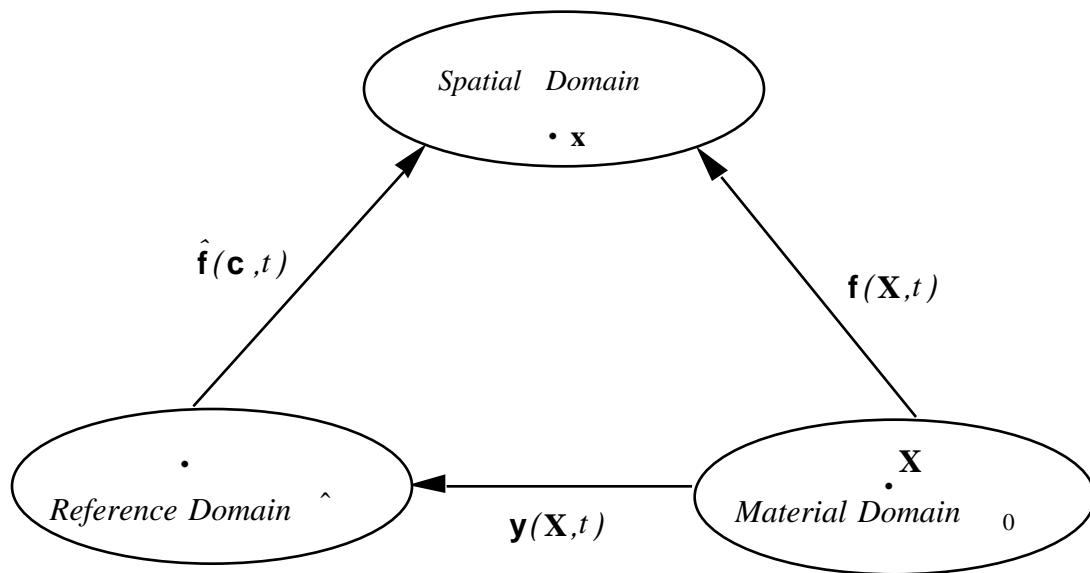 Spatial Domain
• x
f̂(c ,t)
f(X,t)
•
X
•
Reference Domain ^
Material Domain 0
y(X,t)